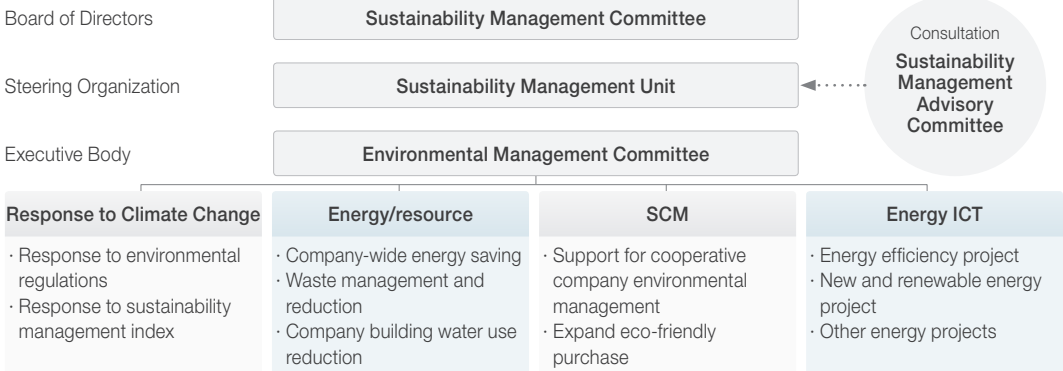 Board of Directors
Sustainability Management Committee
Consultation
Sustainability
Management
Advisory
Committee
Steering Organization
Sustainability Management Unit
Executive Body
Environmental Management Committee
Response to Climate Change
· Response to environmental
regulations
· Response to sustainability
management index
Energy/resource
· Company-wide energy saving
· Waste management and
reduction
· Company building water use
reduction
SCM
· Support for cooperative
company environmental
management
· Expand eco-friendly
purchase
Energy ICT
· Energy efficiency project
· New and renewable energy
project
· Other energy projects